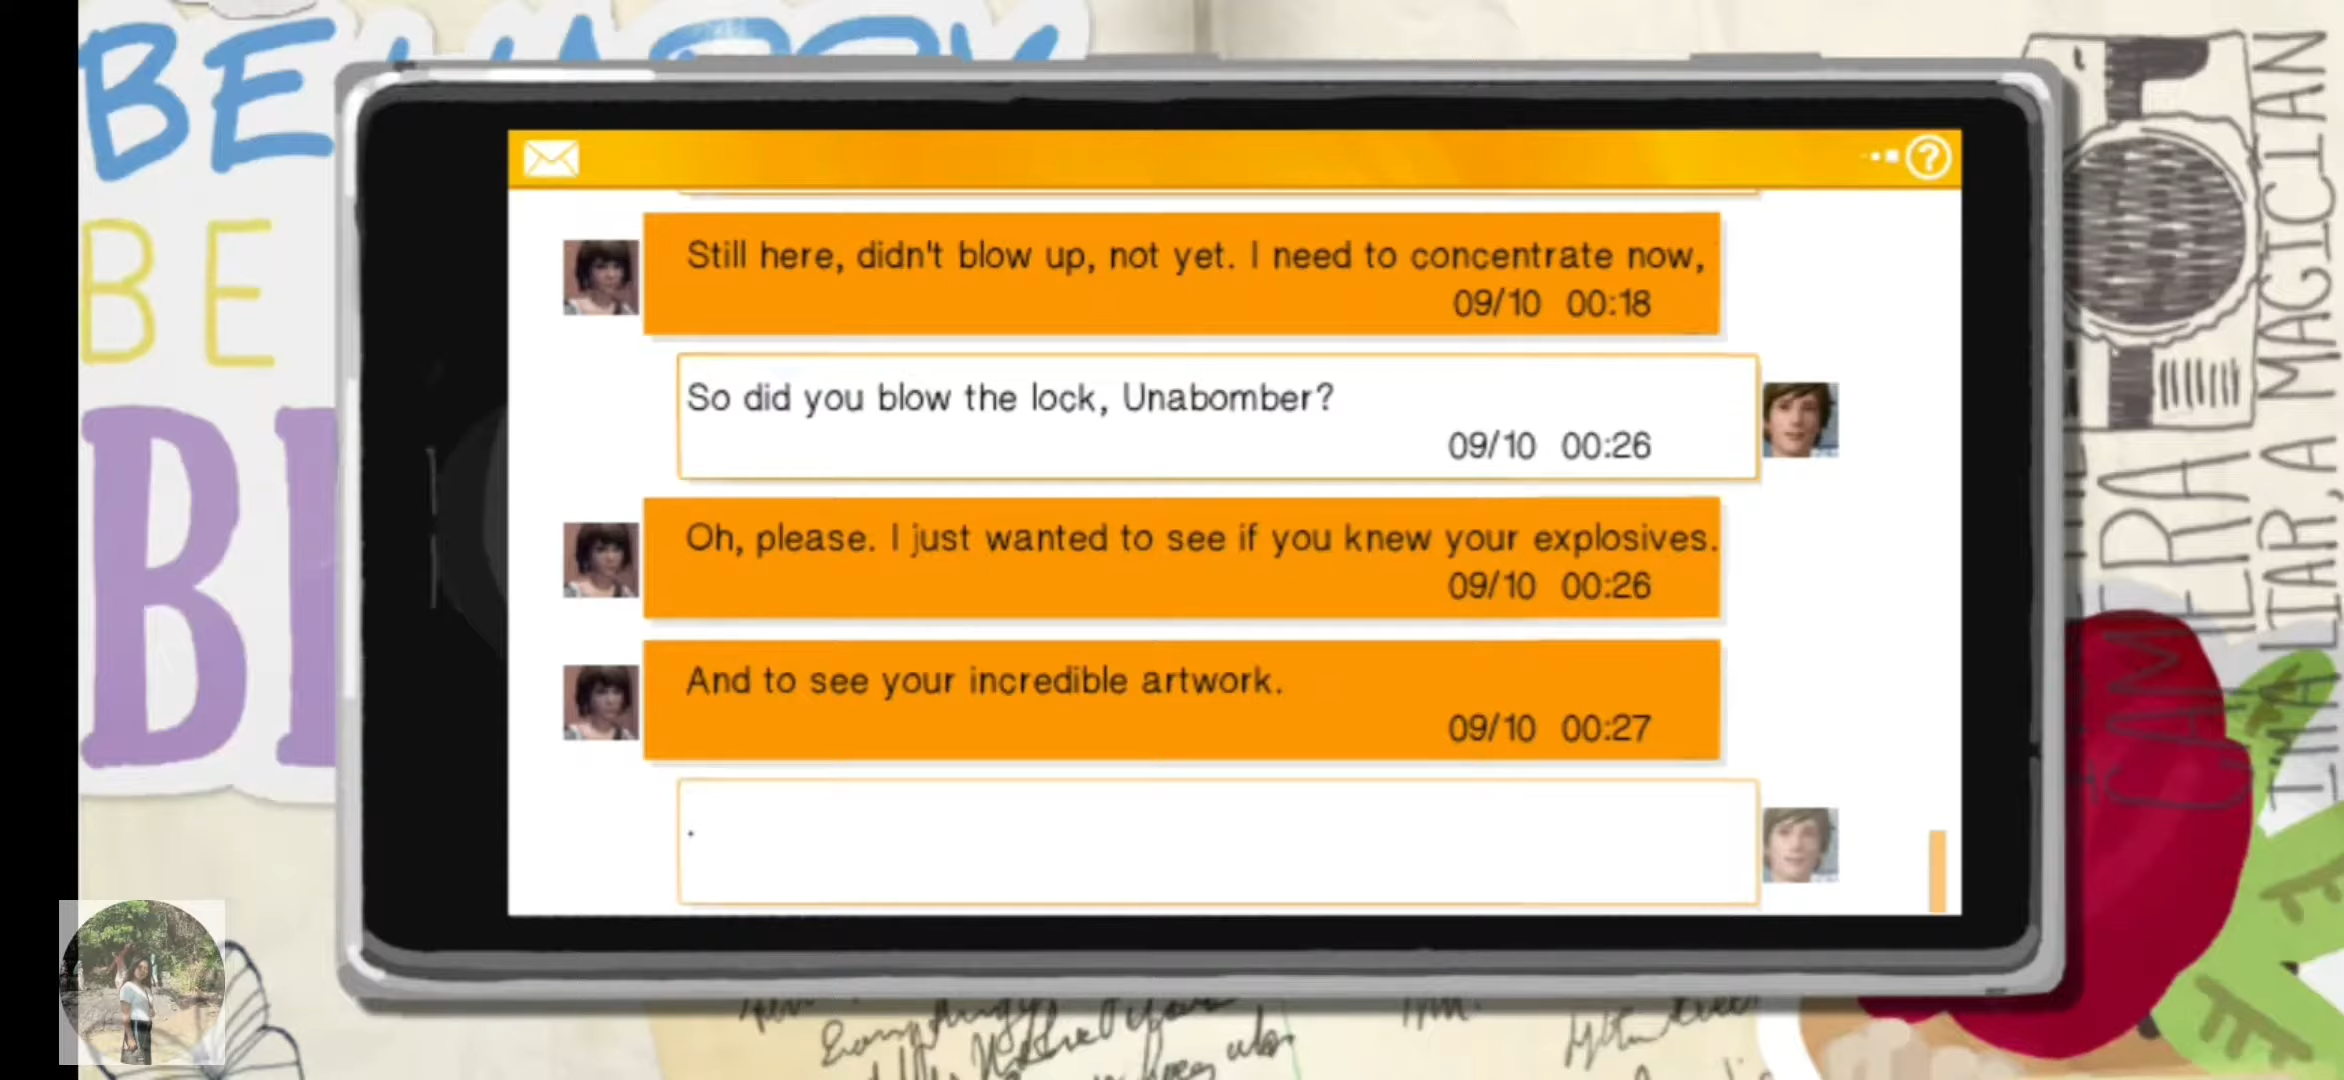 BE HAPPY
BE
Still here, didn't blow up, not yet. I need to concentrate now,
09/10 00:18
So did you blow the lock, Unabomber?
09/10 00:26
Oh, please. I just wanted to see if you knew your explosives.
09/10 00:26
And to see your incredible artwork.
09/10 00:27
.
?
CAMERA
LIAR, A MAGICIAN
Everything